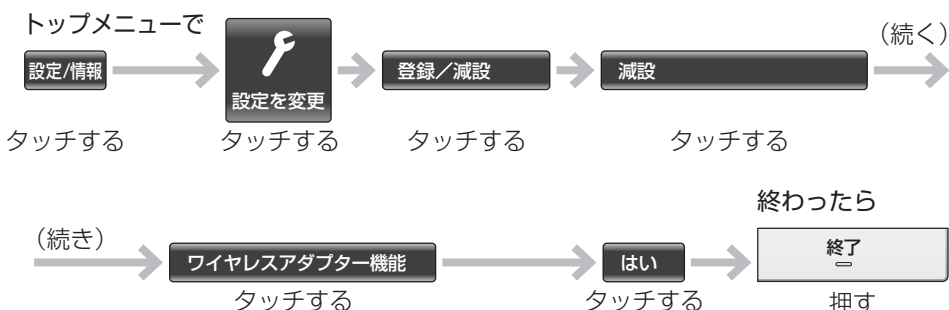 トップメニューで
(続く)
設定/情報
設定を変更
登録／減設
減設
タッチする タッチする タッチする タッチする
終わったら
(続き)
ワイヤレスアダプター機能
はい
終了
タッチする タッチする 押す